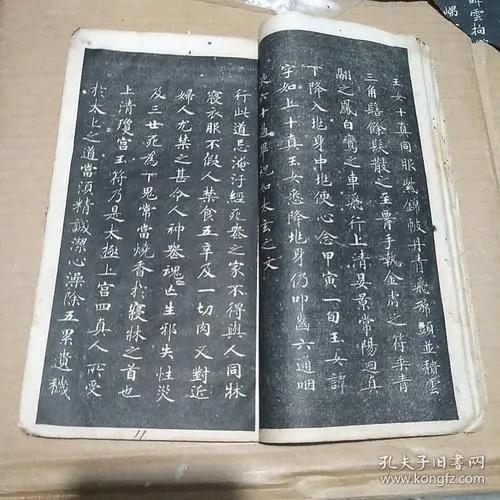 玉女十真同服紫錦帔丹青飛裙頭並頹雲
三角髻餘髮散之至腰手執金虎之符乘青
翮之鳳白鸞之車飛行上清晏景常陽迴真
下降入兆身中兆便心念甲寅一旬玉女諱
字如上十真玉女悉降兆身仍叩齒六通咽
液六十過畢祝如太玄之文
行此道忌淹汙經死喪之家不得與人同牀
寢衣服不假人禁食五辛及一切肉又對近
婦人尤禁之甚令人神喪魂亡生邪失性災
及三世死為下鬼常當燒香於寢牀之首也
上清瓊宮玉符乃是太極上宮四真人所受
於太上之道當須精誠潔心澡除五累遺穢
11
雲拍
嵎
孔夫子旧书网
kongfz.com